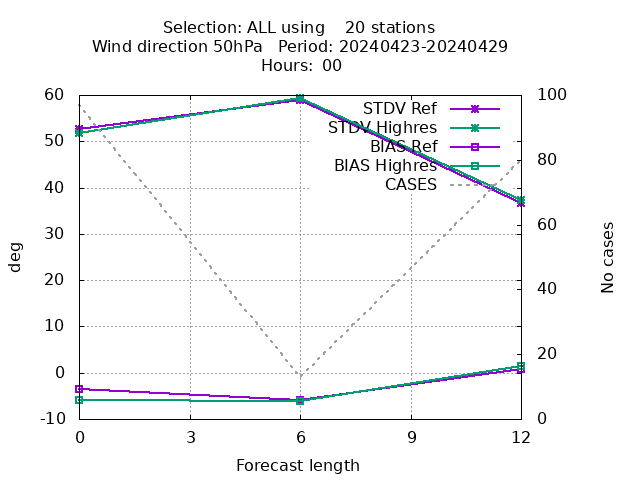 Selection: ALL using    20 stations
Wind direction 50hPa   Period: 20240423-20240429
Hours: 00
STDV Ref
STDV Highres
BIAS Ref
BIAS Highres
CASES
60
50
40
30
20
10
0
-10
100
80
60
40
20
0
deg
No cases
0 3 6 9 12
Forecast length